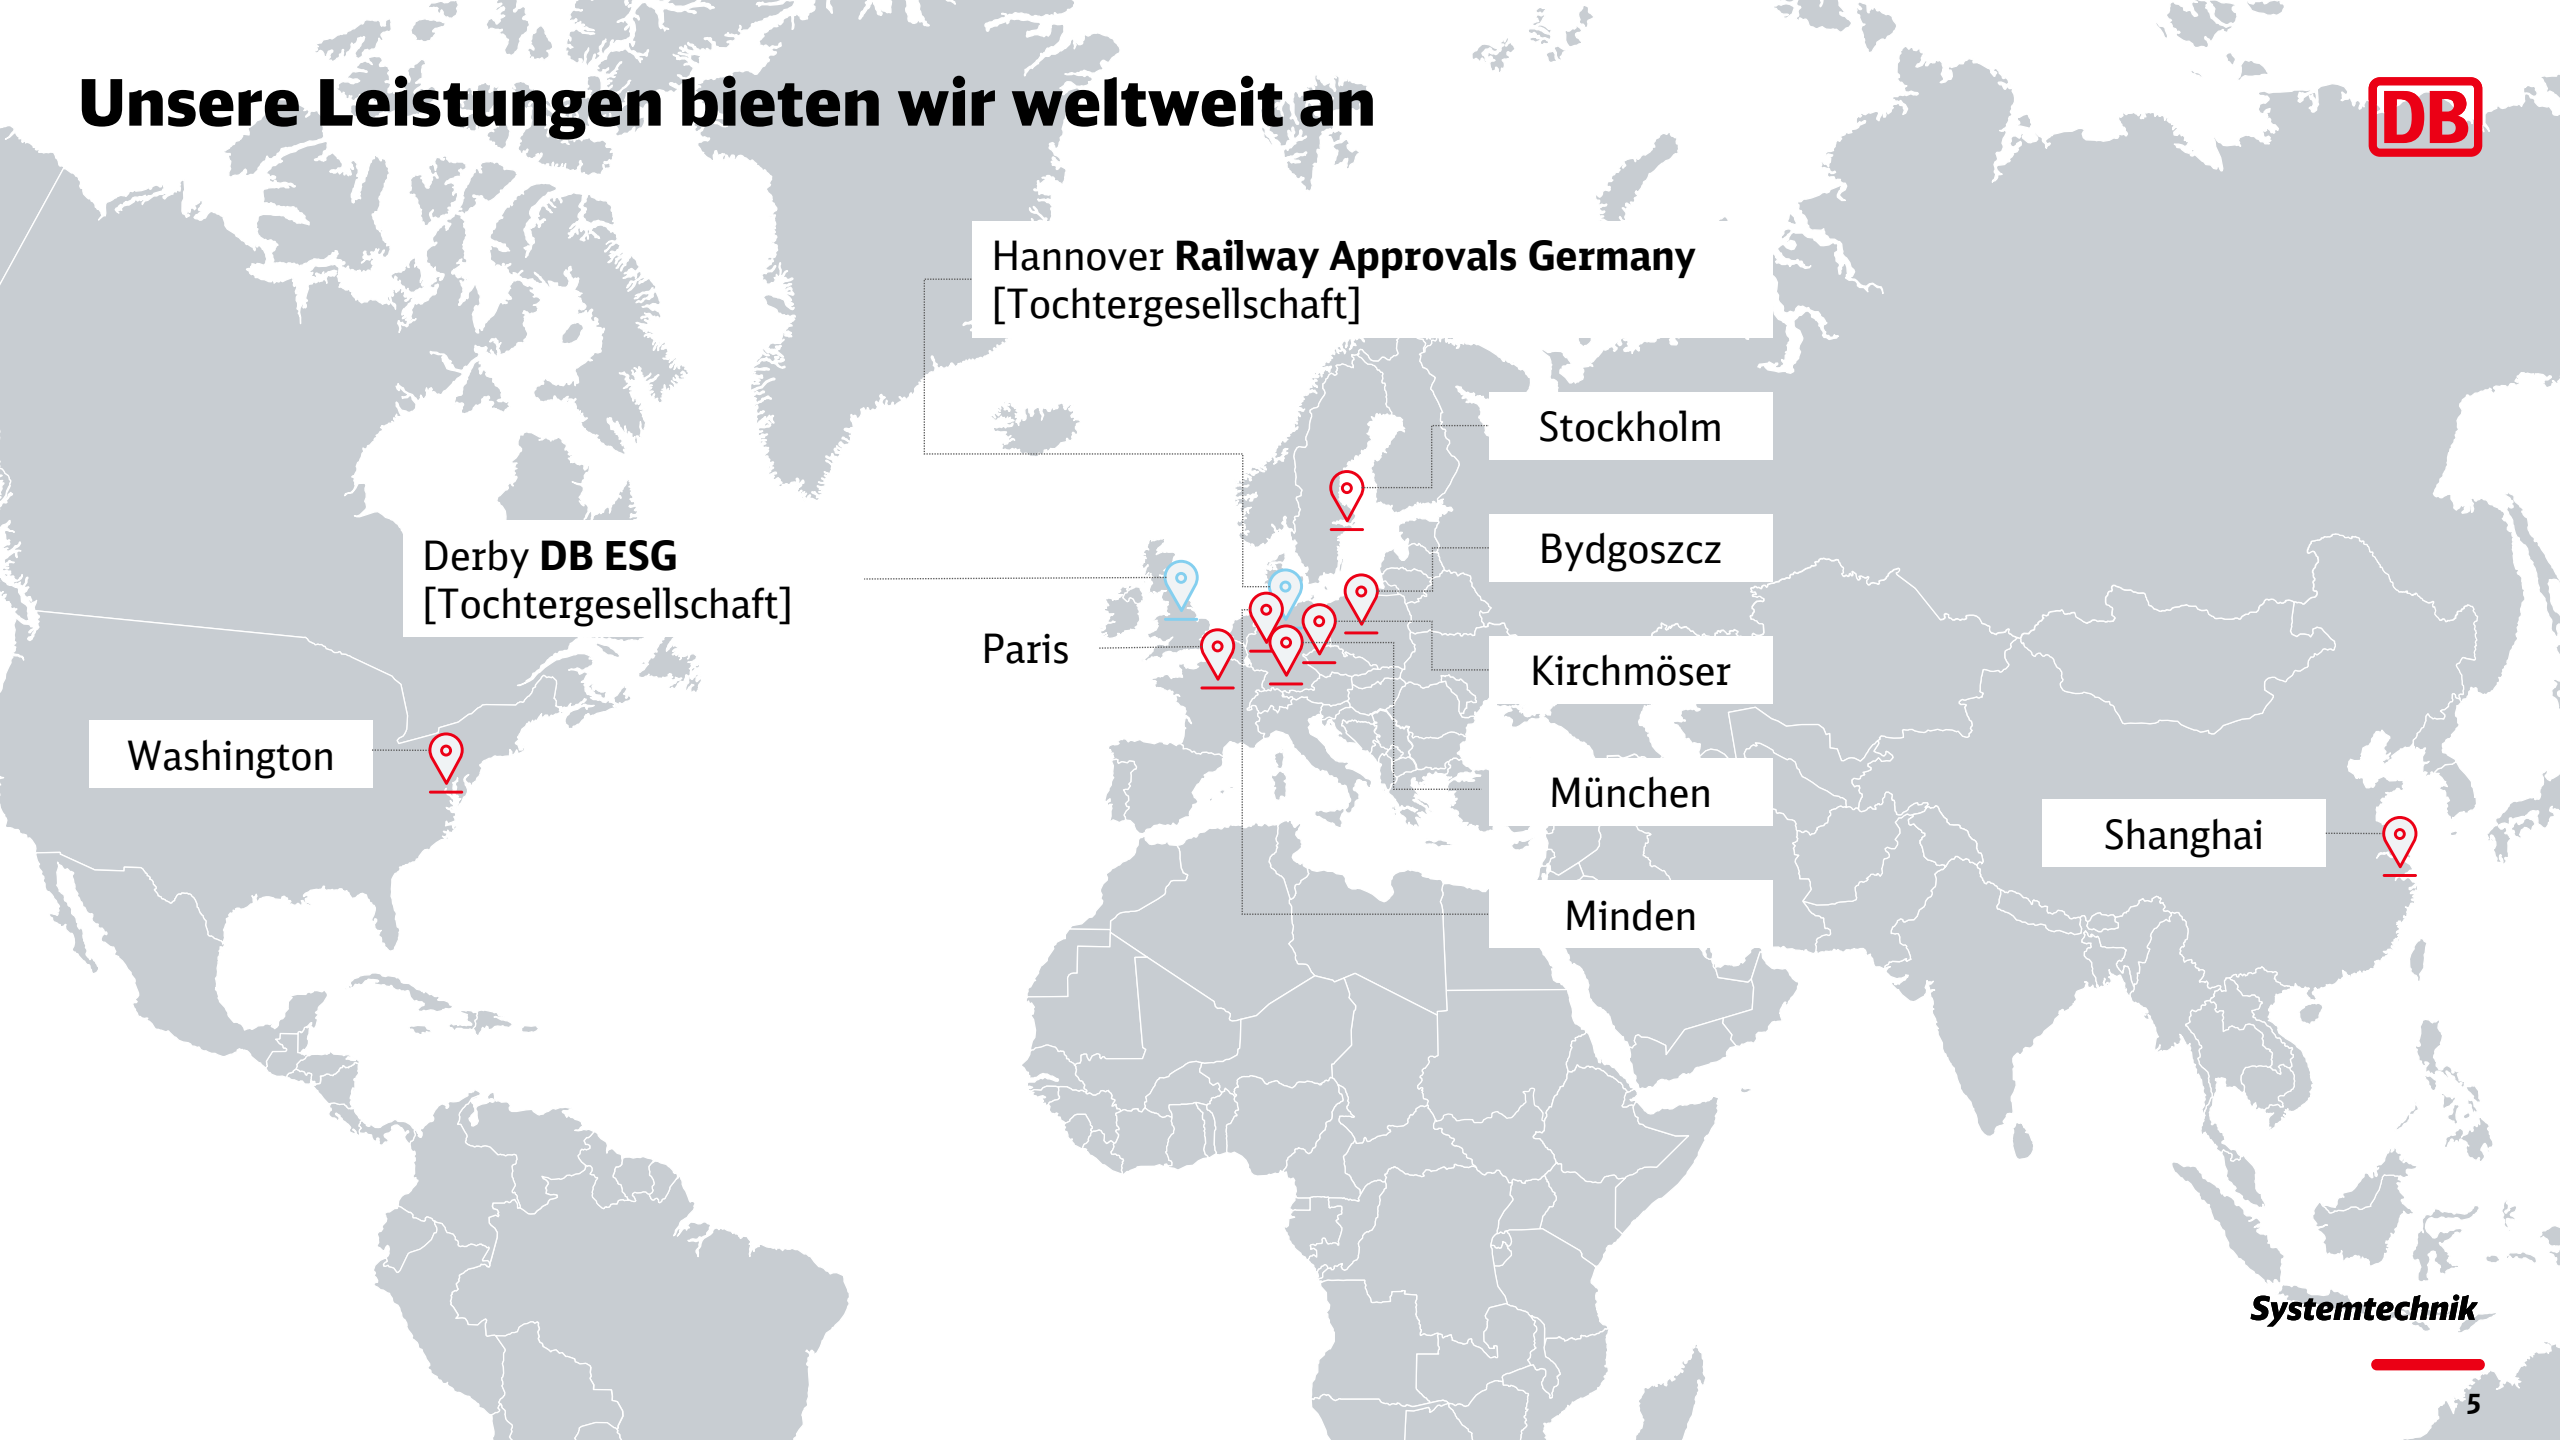 Unsere Leistungen bieten wir weltweit an
DB
Hannover Railway Approvals Germany
[Tochtergesellschaft]
Stockholm
Derby DB ESG
[Tochtergesellschaft]
Bydgoszcz
Paris
Kirchmöser
Washington
München
Shanghai
Minden
Systemtechnik
5